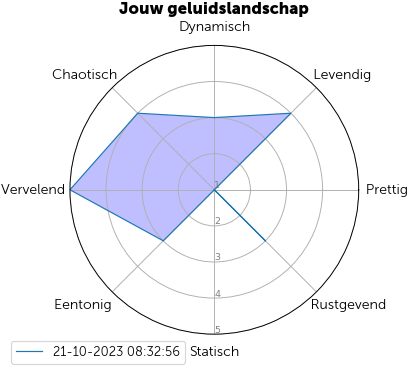 Jouw geluidslandschap
Dynamisch
Chaotisch
Levendig
Vervelend
1
Prettig
2
3
Eentonig
4
Rustgevend
5
21-10-2023 08:32:56
Statisch